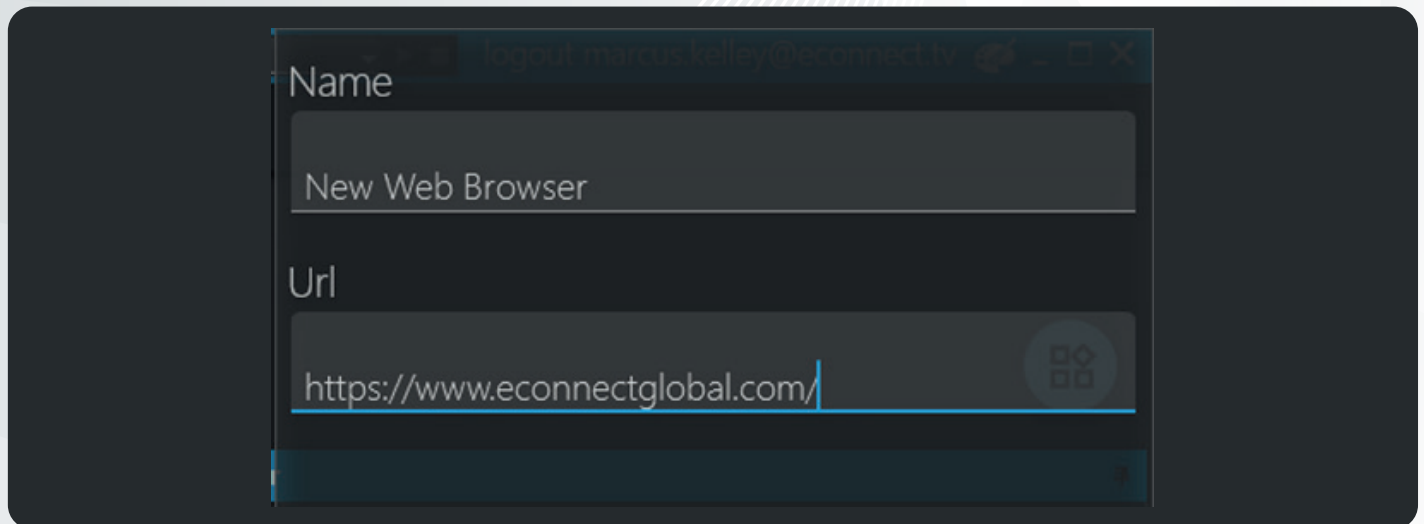 logout marcus.kelley@econnect.tv
Name
New Web Browser
Url
https://www.econnectglobal.com/